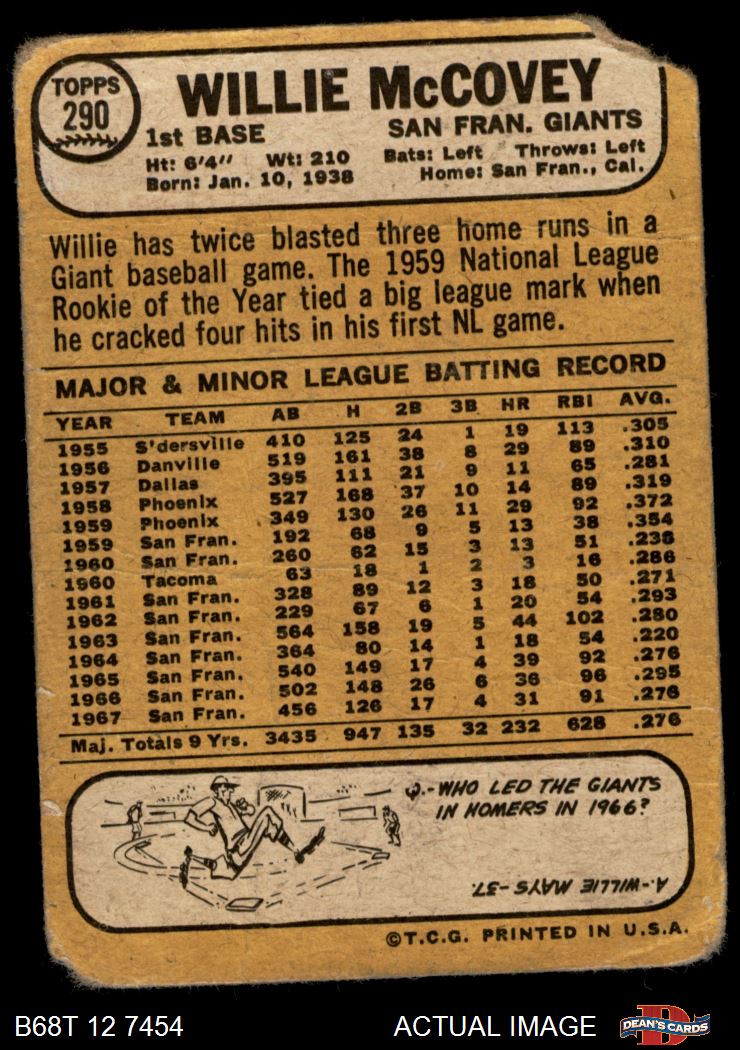 TOPPS
290
WILLIE McCOVEY
1st BASE
SAN FRAN. GIANTS
Ht: 6'4" Wt: 210
Bats: Left Throws: Left
Born: Jan. 10, 1938
Home: San Fran., Cal.
Willie has twice blasted three home runs in a
Giant baseball game. The 1959 National League
Rookie of the Year tied a big league mark when
he cracked four hits in his first NL game.
MAJOR & MINOR LEAGUE BATTING RECORD
YEAR TEAM AB H 2B 3B HR RBI AVG.
1955 S'dersville 410 125 24 1 19 113 .305
1956 Danville 519 161 38 8 29 89 .310
1957 Dallas 395 111 21 9 11 65 .281
1958 Phoenix 527 168 37 10 14 89 .319
1959 Phoenix 349 130 26 11 29 92 .372
1959 San Fran. 192 68 9 5 13 38 .354
1960 San Fran. 260 62 15 3 13 51 .238
1960 Tacoma 63 18 1 2 3 16 .286
1961 San Fran. 328 89 12 3 18 50 .271
1962 San Fran. 229 67 6 1 20 54 .293
1963 San Fran. 564 158 19 5 44 102 .280
1964 San Fran. 364 80 14 1 18 54 .220
1965 San Fran. 540 149 17 4 39 92 .276
1966 San Fran. 502 148 26 6 36 96 .295
1967 San Fran. 456 126 17 4 31 91 .276
Maj. Totals 9 Yrs. 3435 947 135 32 232 628 .276
Q.-WHO LED THE GIANTS
IN HOMERS IN 1966?
A.-WILLIE MAYS-37.
©T.C.G. PRINTED IN U.S.A.
B68T 12 7454
ACTUAL IMAGE
D
DEAN'S CARDS